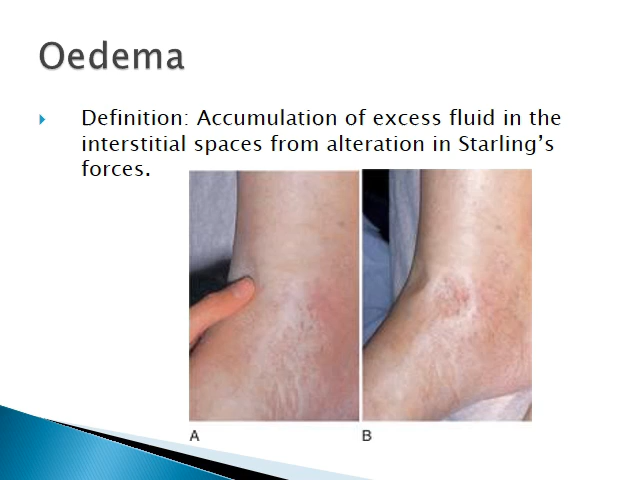 Oedema
Definition: Accumulation of excess fluid in the
interstitial spaces from alteration in Starling's
forces.
A
B